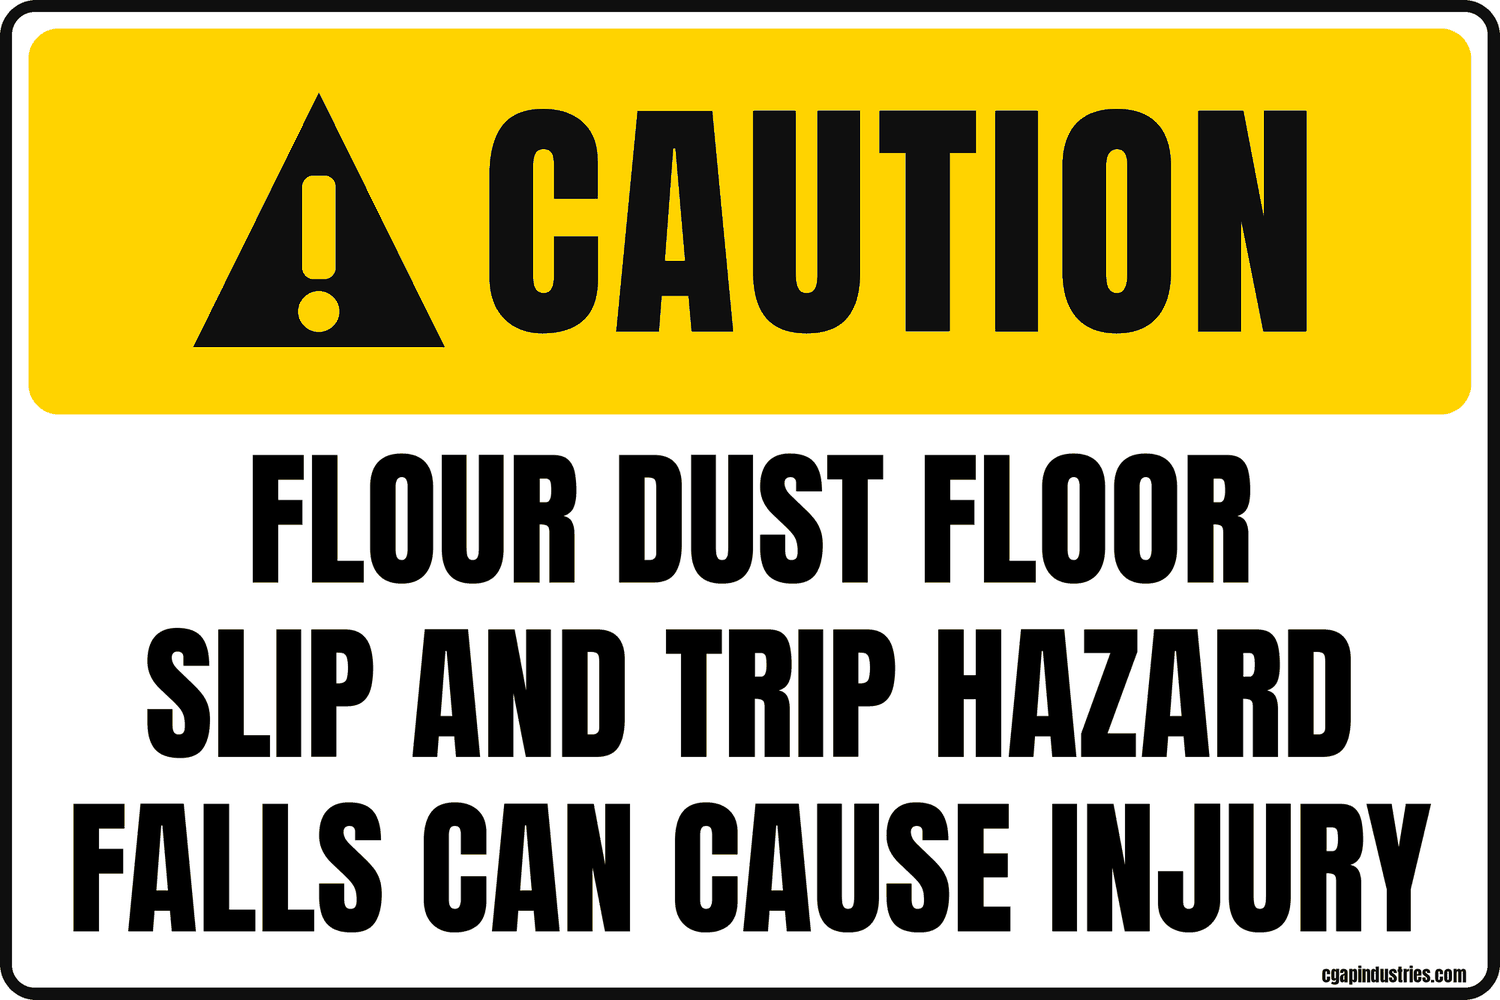 CAUTION
FLOUR DUST FLOOR
SLIP AND TRIP HAZARD
FALLS CAN CAUSE INJURY
cgapindustries.com